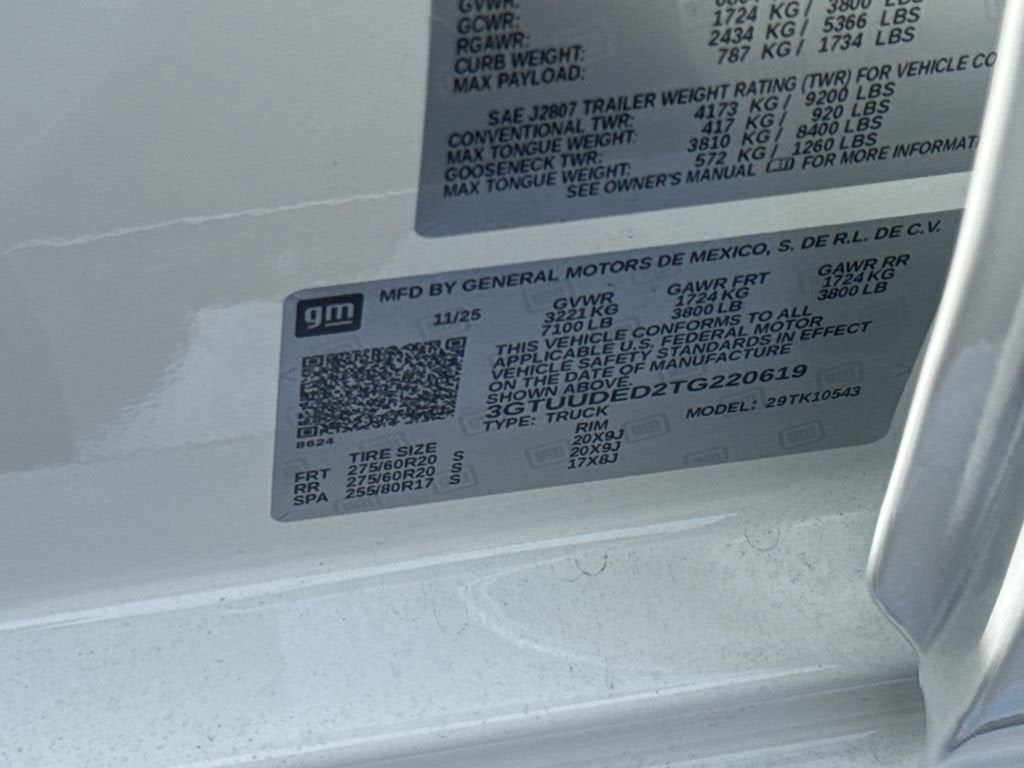 GVWR:
GCWR: 1724 KG / 3800 LBS
RGAWR: 2434 KG / 5366 LBS
CURB WEIGHT: 787 KG / 1734 LBS
MAX PAYLOAD:
SAE J2807 TRAILER WEIGHT RATING (TWR) FOR VEHICLE CO
CONVENTIONAL TWR: 4173 KG / 9200 LBS
MAX TONGUE WEIGHT: 417 KG / 920 LBS
GOOSENECK TWR: 3810 KG / 8400 LBS
MAX TONGUE WEIGHT: 572 KG / 1260 LBS
SEE OWNER'S MANUAL FOR MORE INFORMATI
gm
MFD BY GENERAL MOTORS DE MEXICO, S. DE R.L. DE C.V.
11/25 GVWR GAWR FRT GAWR RR
3221 KG 1724 KG 1724 KG
7100 LB 3800 LB 3800 LB
THIS VEHICLE CONFORMS TO ALL
APPLICABLE U.S. FEDERAL MOTOR
VEHICLE SAFETY STANDARDS IN EFFECT
ON THE DATE OF MANUFACTURE
SHOWN ABOVE.
3GTUUDED2TG220619
TYPE: TRUCK MODEL: 29TK10543
8624
TIRE SIZE RIM
FRT 275/60R20 S 20X9J
RR 275/60R20 S 20X9J
SPA 255/80R17 S 17X8J